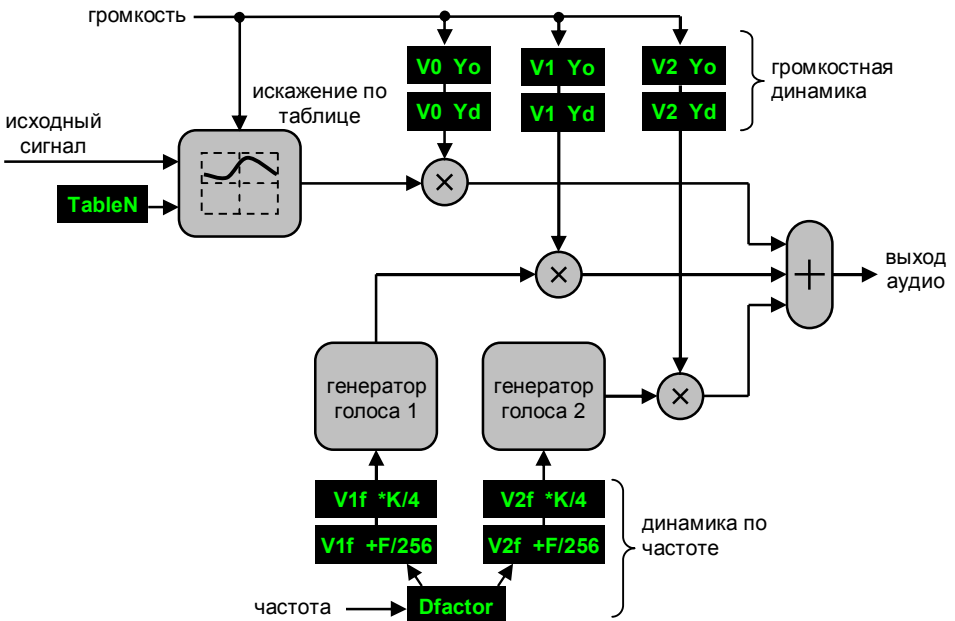 громкость
V0 Yo
V1 Yo
V2 Yo
V0 Yd
V1 Yd
V2 Yd
громкостная
динамика
искажение по
таблице
исходный
сигнал
TableN
выход
аудио
генератор
голоса 1
генератор
голоса 2
V1f *K/4
V2f *K/4
V1f +F/256
V2f +F/256
динамика по
частоте
частота
Dfactor